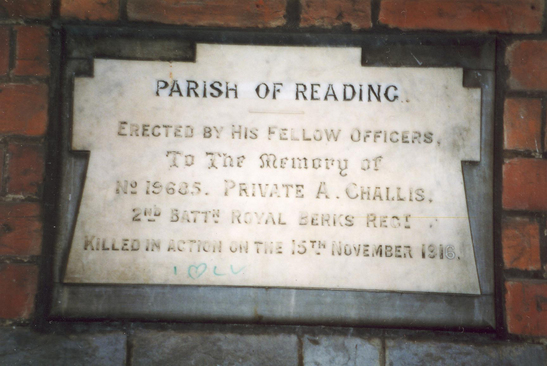 PARISH OF READING.
ERECTED BY HIS FELLOW OFFICERS,
To The Memory of
No 19685. PRIVATE A. CHALLIS.
2ND BATTN ROYAL BERKS REGT
KILLED IN ACTION ON THE 15TH NOVEMBER 1916.
I ♡ LU